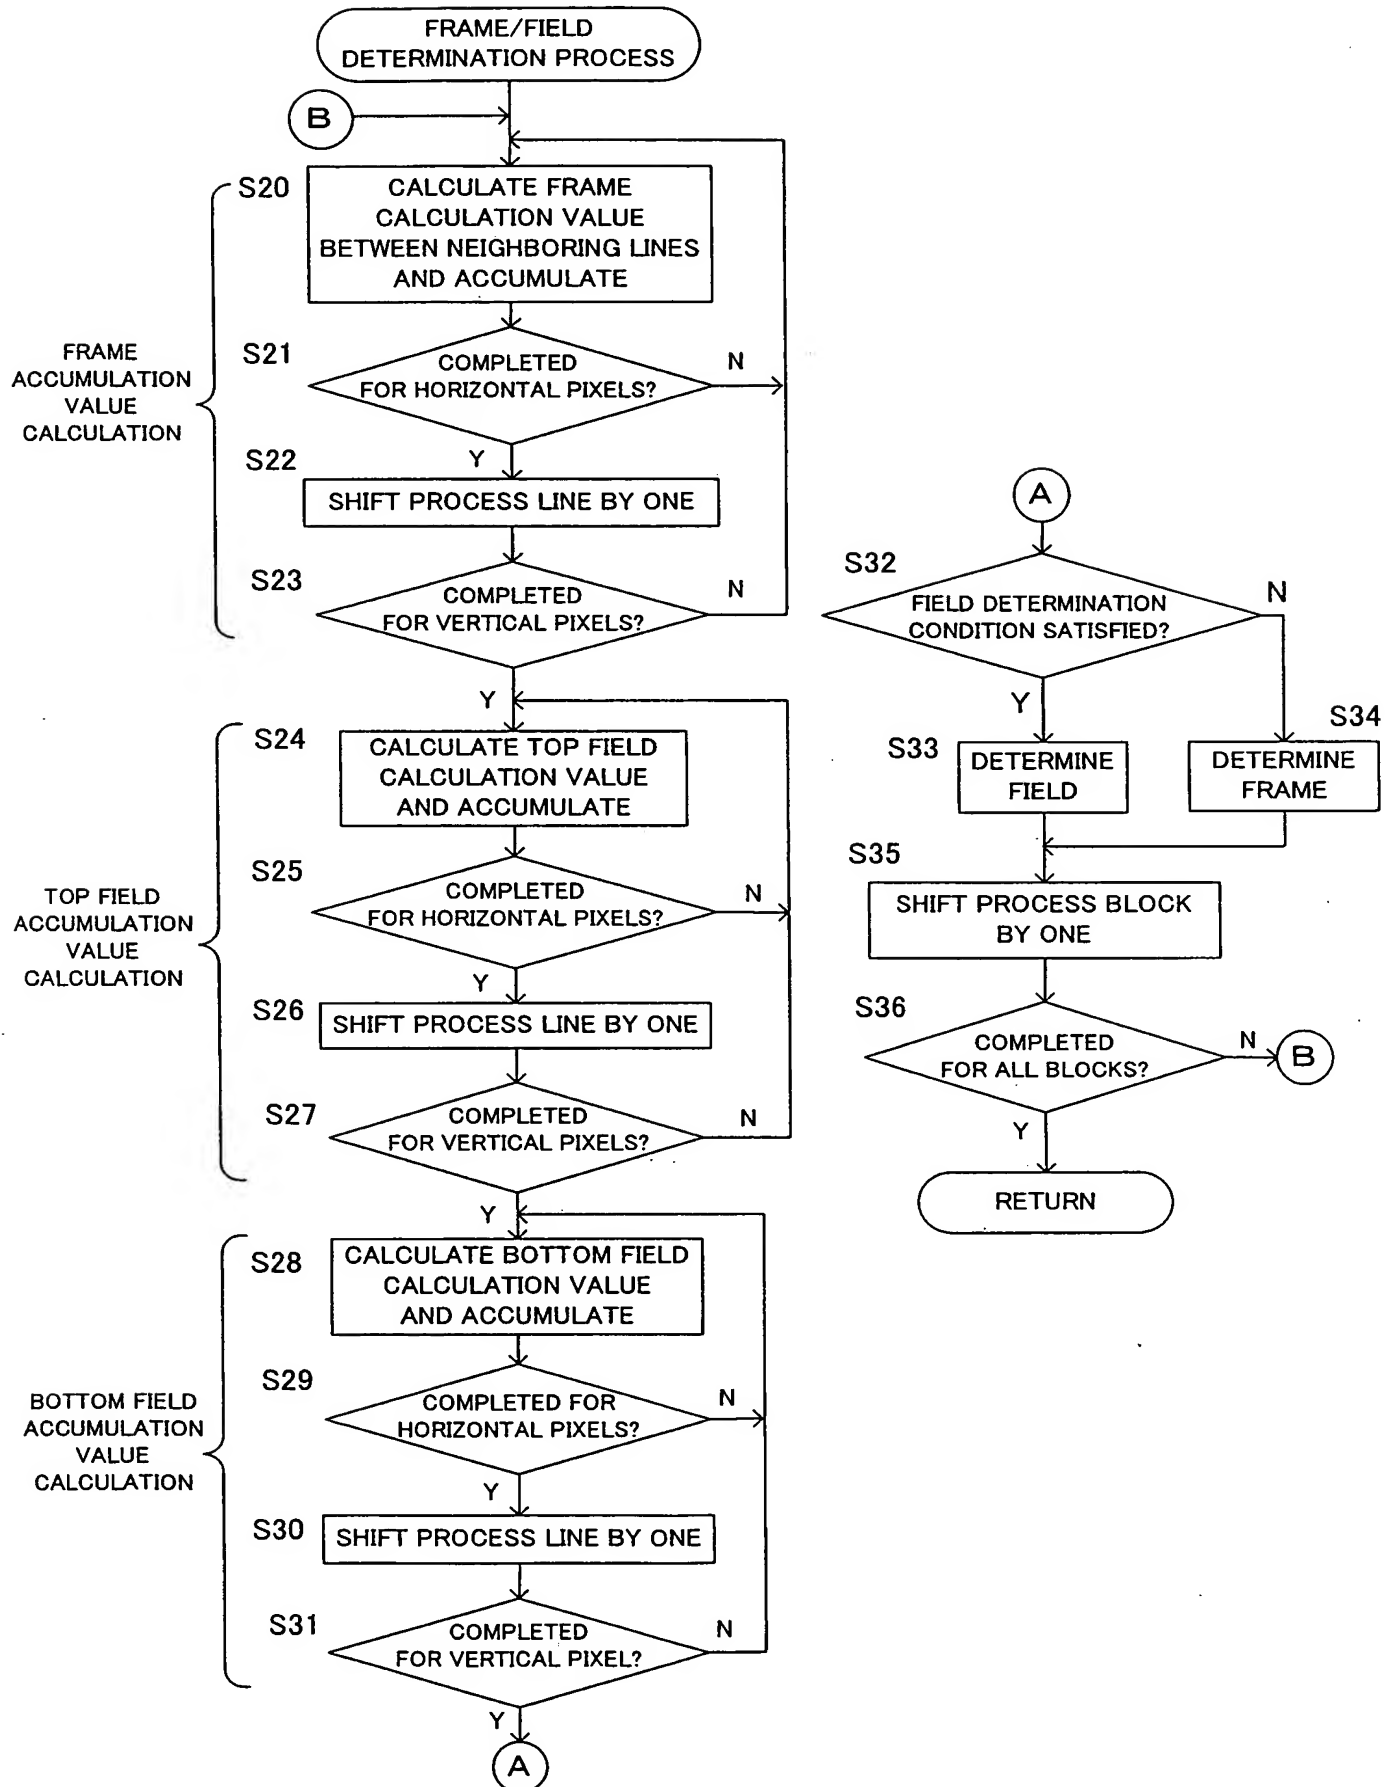 FRAME/FIELD
DETERMINATION PROCESS
B
S20
CALCULATE FRAME
CALCULATION VALUE
BETWEEN NEIGHBORING LINES
AND ACCUMULATE
FRAME
ACCUMULATION
VALUE
CALCULATION
S21
COMPLETED
FOR HORIZONTAL PIXELS?
N
Y
S22
SHIFT PROCESS LINE BY ONE
S23
COMPLETED
FOR VERTICAL PIXELS?
N
Y
S24
CALCULATE TOP FIELD
CALCULATION VALUE
AND ACCUMULATE
TOP FIELD
ACCUMULATION
VALUE
CALCULATION
S25
COMPLETED
FOR HORIZONTAL PIXELS?
N
Y
S26
SHIFT PROCESS LINE BY ONE
S27
COMPLETED
FOR VERTICAL PIXELS?
N
Y
S28
CALCULATE BOTTOM FIELD
CALCULATION VALUE
AND ACCUMULATE
BOTTOM FIELD
ACCUMULATION
VALUE
CALCULATION
S29
COMPLETED FOR
HORIZONTAL PIXELS?
N
Y
S30
SHIFT PROCESS LINE BY ONE
S31
COMPLETED
FOR VERTICAL PIXEL?
N
Y
A
A
S32
FIELD DETERMINATION
CONDITION SATISFIED?
N
Y
S33
DETERMINE
FIELD
S34
DETERMINE
FRAME
S35
SHIFT PROCESS BLOCK
BY ONE
S36
COMPLETED
FOR ALL BLOCKS?
N
B
Y
RETURN